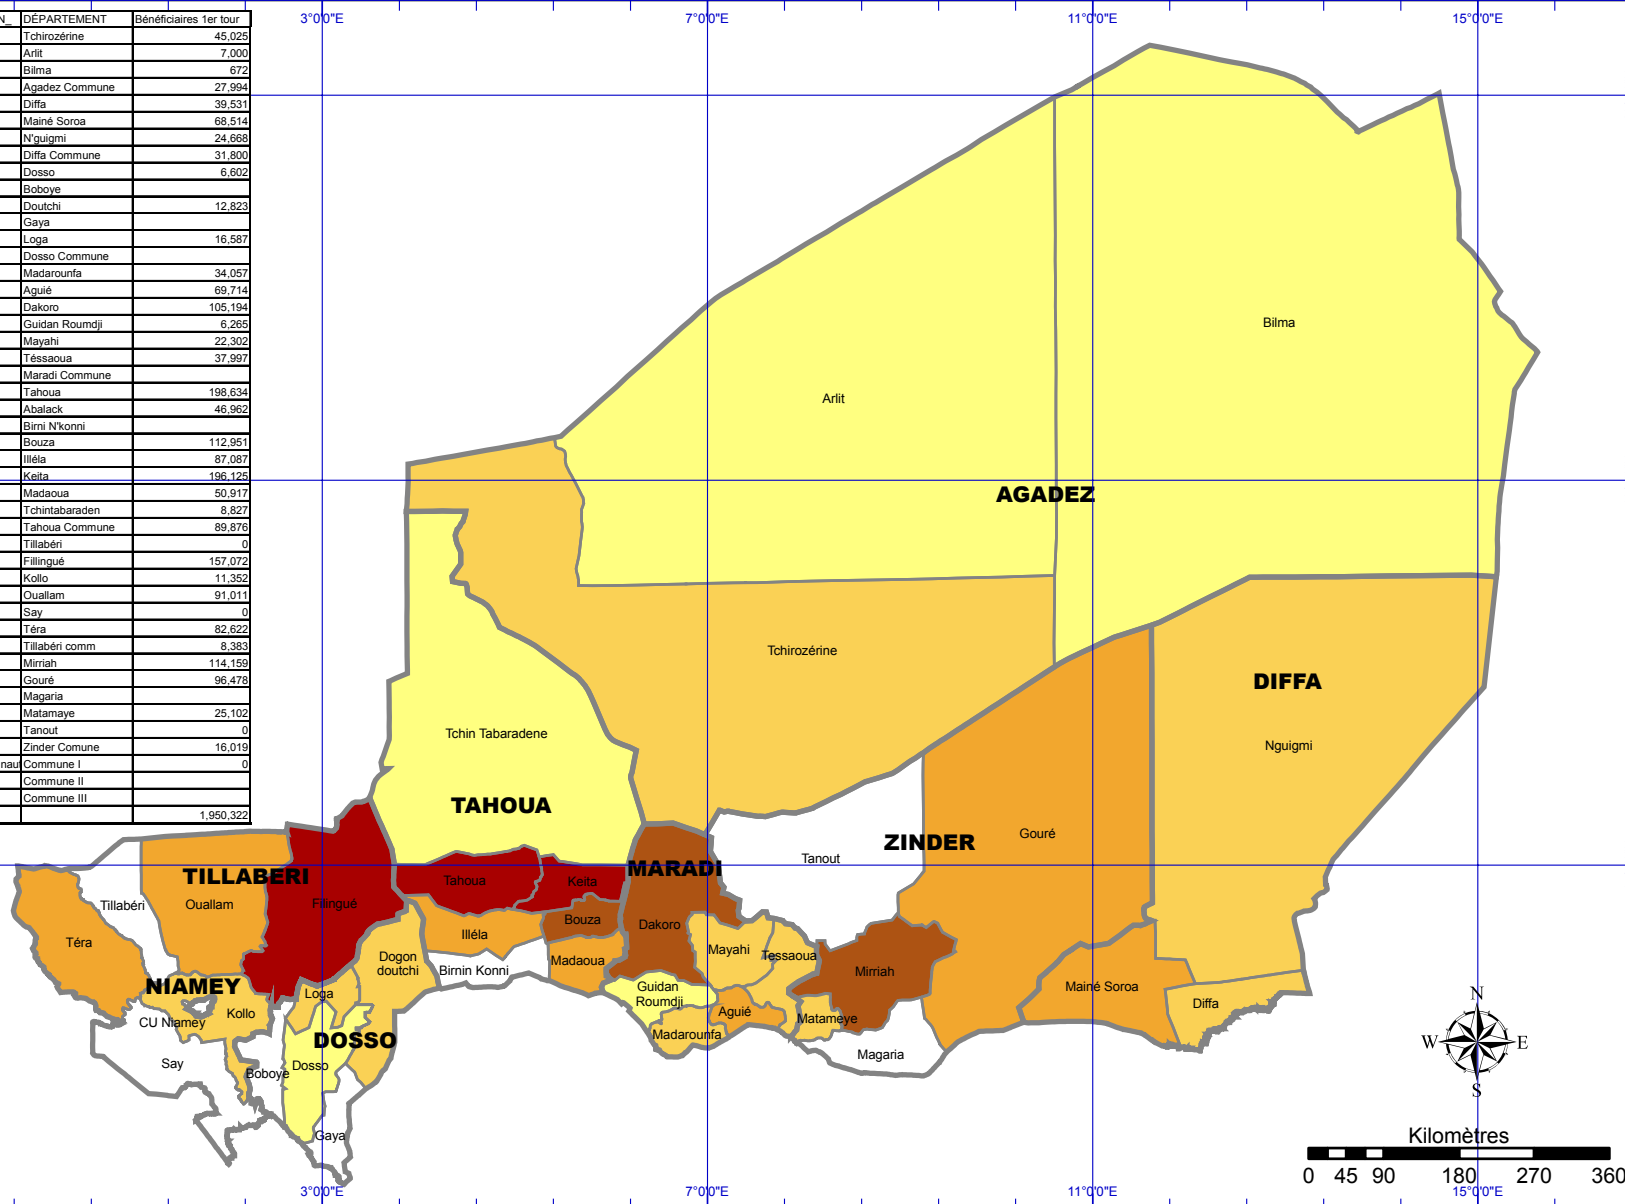 N_ DÉPARTEMENT Bénéficiaires 1er tour
Tchirozérine 45,025
Arlit 7,000
Bilma 672
Agadez Commune 27,994
Diffa 39,531
Mainé Soroa 68,514
N'guigmi 24,668
Diffa Commune 31,800
Dosso 6,602
Boboye
Doutchi 12,823
Gaya
Loga 16,587
Dosso Commune
Madarounfa 34,057
Aguié 69,714
Dakoro 105,194
Guidan Roumdji 6,265
Mayahi 22,302
Téssaoua 37,997
Maradi Commune
Tahoua 198,634
Abalack 46,962
Birni N'konni
Bouza 112,951
Illéla 87,087
Keita 196,125
Madaoua 50,917
Tchintabaraden 8,827
Tahoua Commune 89,876
Tillabéri 0
Fillingué 157,072
Kollo 11,352
Ouallam 91,011
Say 0
Téra 82,622
Tillabéri comm 8,383
Mirriah 114,159
Gouré 96,478
Magaria
Matamaye 25,102
Tanout 0
Zinder Comune 16,019
naut Commune I 0
Commune II
Commune III
1,950,322
3°0'0"E 7°0'0"E 11°0'0"E 15°0'0"E
Bilma
Arlit
AGADEZ
Tchirozérine
DIFFA
Nguigmi
Tchin Tabaradene
TAHOUA
Gouré
ZINDER
Tanout
MARADI
TILLABERI
Tahoua
Keita
Filingué
Ouallam
Tillabéri
Téra
Bouza
Dakoro
Illéla
Mayahi
Tessaoua
Dogon
doutchi
Madaoua
Birnin Konni
Mirriah
NIAMEY
Guidan
Roumdji
Mainé Soroa
Loga
Diffa
Kollo
Aguié
CU Niamey
Matameye
Madarounfa
DOSSO
Magaria
Say
Boboye
Dosso
Gaya
N
W E
S
Kilomètres
0 45 90 180 270 360
3°0'0"E 7°0'0"E 11°0'0"E 15°0'0"E